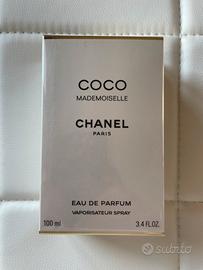 COCO
MADEMOISELLE
CHANEL
PARIS
EAU DE PARFUM
VAPORISATEUR SPRAY
100 ml 3.4 FL.OZ.
subito